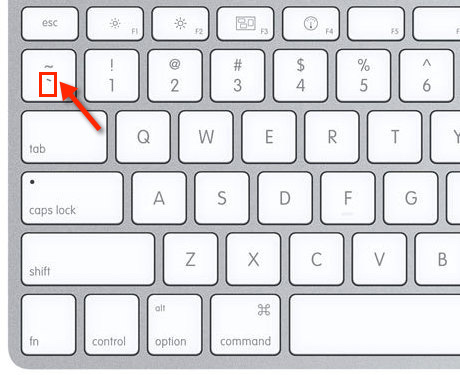 esc F1 F2 F3 F4
~ ! @ # $ % ^
` 1 2 3 4 5 6
tab Q W E R T Y
caps lock A S D F G
shift Z X C V B
alt ⌘
fn control option command